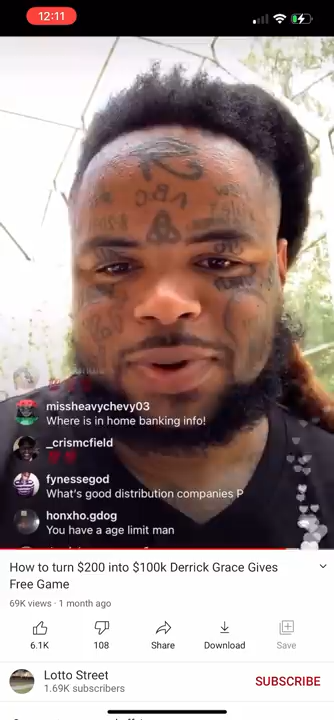 12:11
A.B.C
missheavychevy03
Where is in home banking info!
_crismcfield
fynessegod
What's good distribution companies P
honxho.gdog
You have a age limit man
How to turn $200 into $100k Derrick Grace Gives
Free Game
69K views · 1 month ago
6.1K
108
Share
Download
Save
Lotto Street
1.69K subscribers
SUBSCRIBE